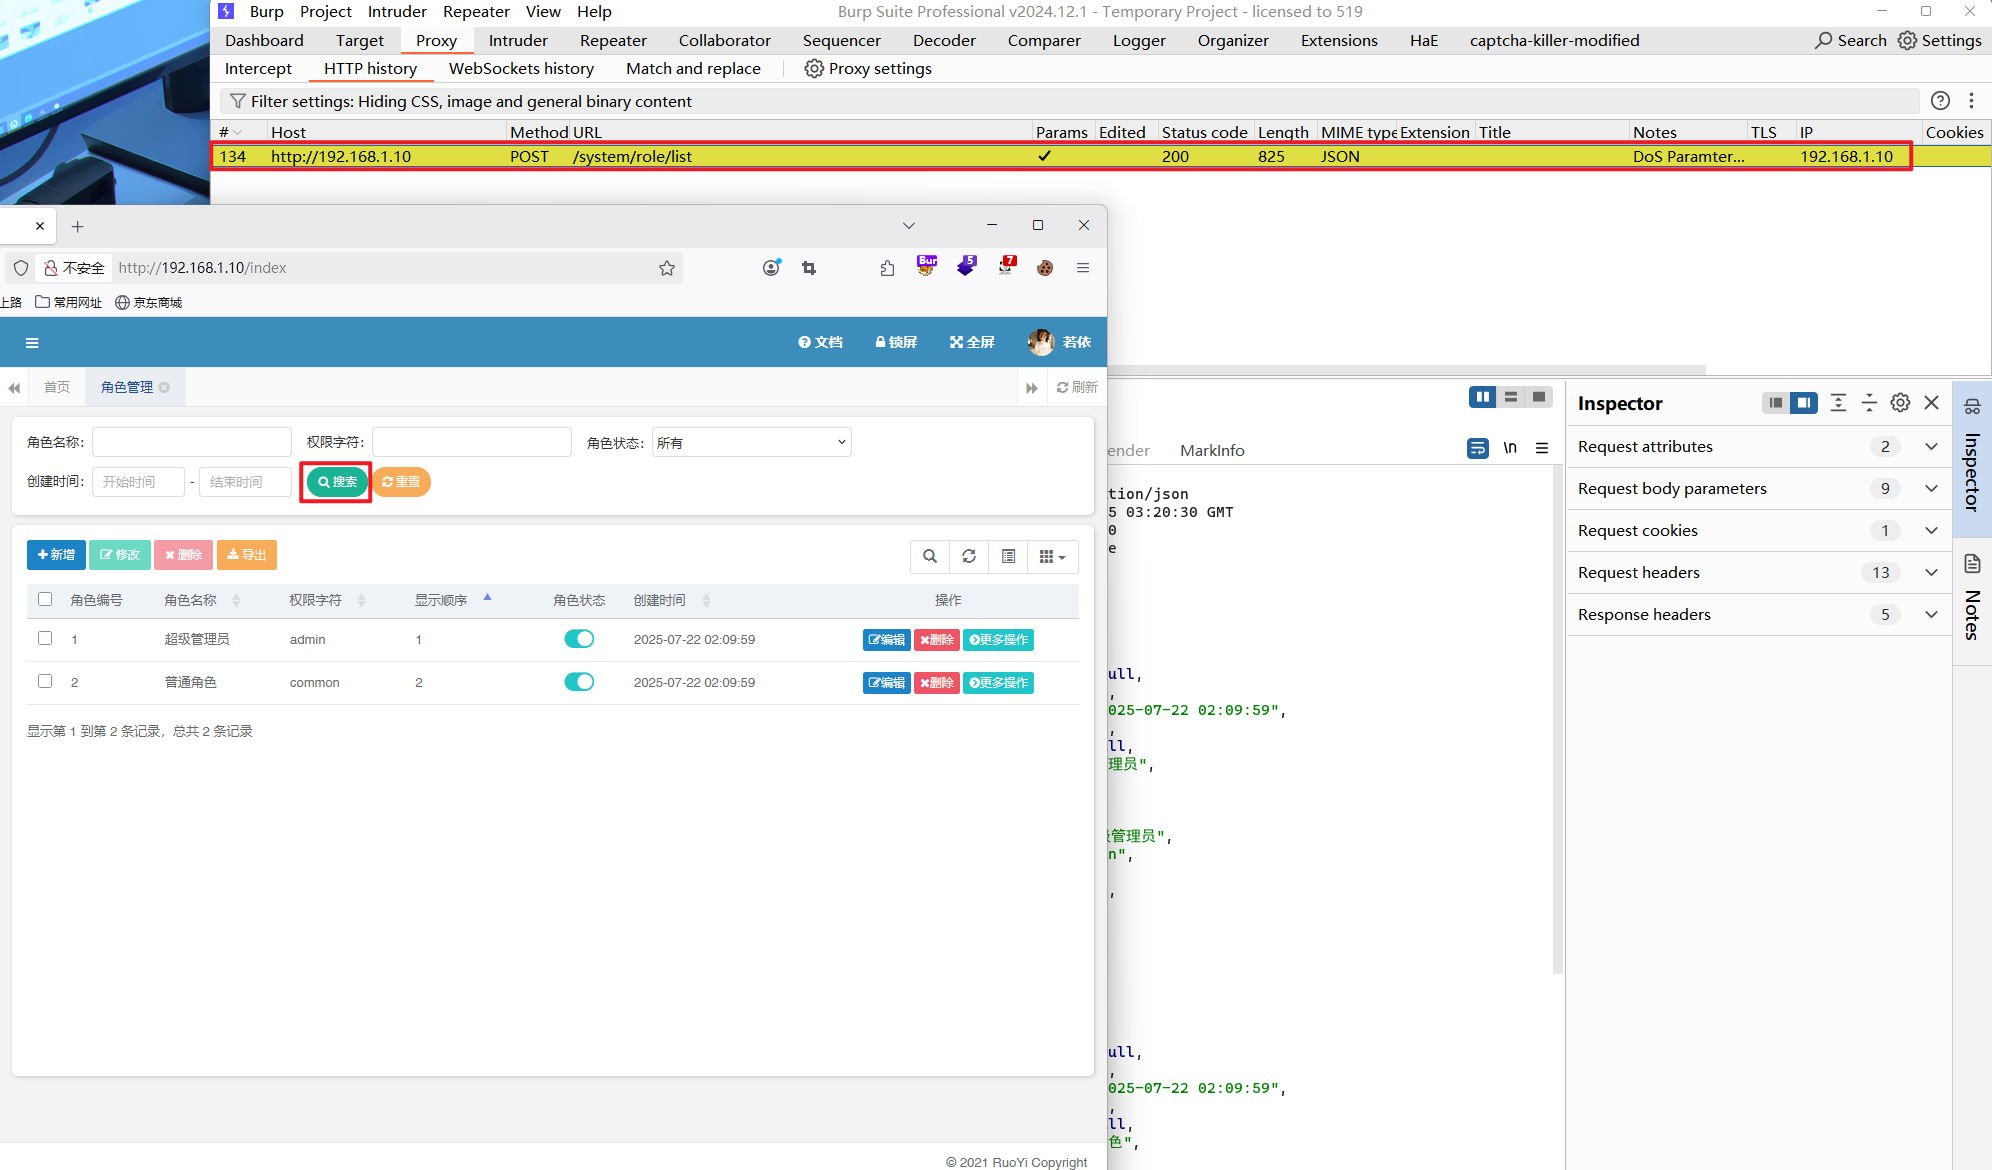 Burp Project Intruder Repeater View Help
Burp Suite Professional v2024.12.1 - Temporary Project - licensed to 519
Dashboard Target Proxy Intruder Repeater Collaborator Sequencer Decoder Comparer Logger Organizer Extensions HaE captcha-killer-modified Search Settings
Intercept HTTP history WebSockets history Match and replace Proxy settings
Filter settings: Hiding CSS, image and general binary content
# Host Method URL Params Edited Status code Length MIME type Extension Title Notes TLS IP Cookies
134 http://192.168.1.10 POST /system/role/list ✓ 200 825 JSON DoS Paramter... 192.168.1.10
不安全 http://192.168.1.10/index Bur 5 7
上路 常用网址 京东商城
文档 锁屏 全屏 若依
首页 角色管理 刷新
角色名称: 权限字符: 角色状态: 所有
创建时间: 开始时间 - 结束时间 搜索 重置
新增 修改 删除 导出
角色编号 角色名称 权限字符 显示顺序 角色状态 创建时间 操作
1 超级管理员 admin 1 2025-07-22 02:09:59 编辑 删除 更多操作
2 普通角色 common 2 2025-07-22 02:09:59 编辑 删除 更多操作
显示第 1 到第 2 条记录，总共 2 条记录
© 2021 RuoYi Copyright
ender MarkInfo \n
tion/json
5 03:20:30 GMT
0
e
ull,
,
025-07-22 02:09:59",
,
ll,
理员",
管理员",
n",
,
ull,
,
025-07-22 02:09:59",
,
ll,
色",
Inspector
Request attributes 2
Request body parameters 9
Request cookies 1
Request headers 13
Response headers 5
Inspector
Notes